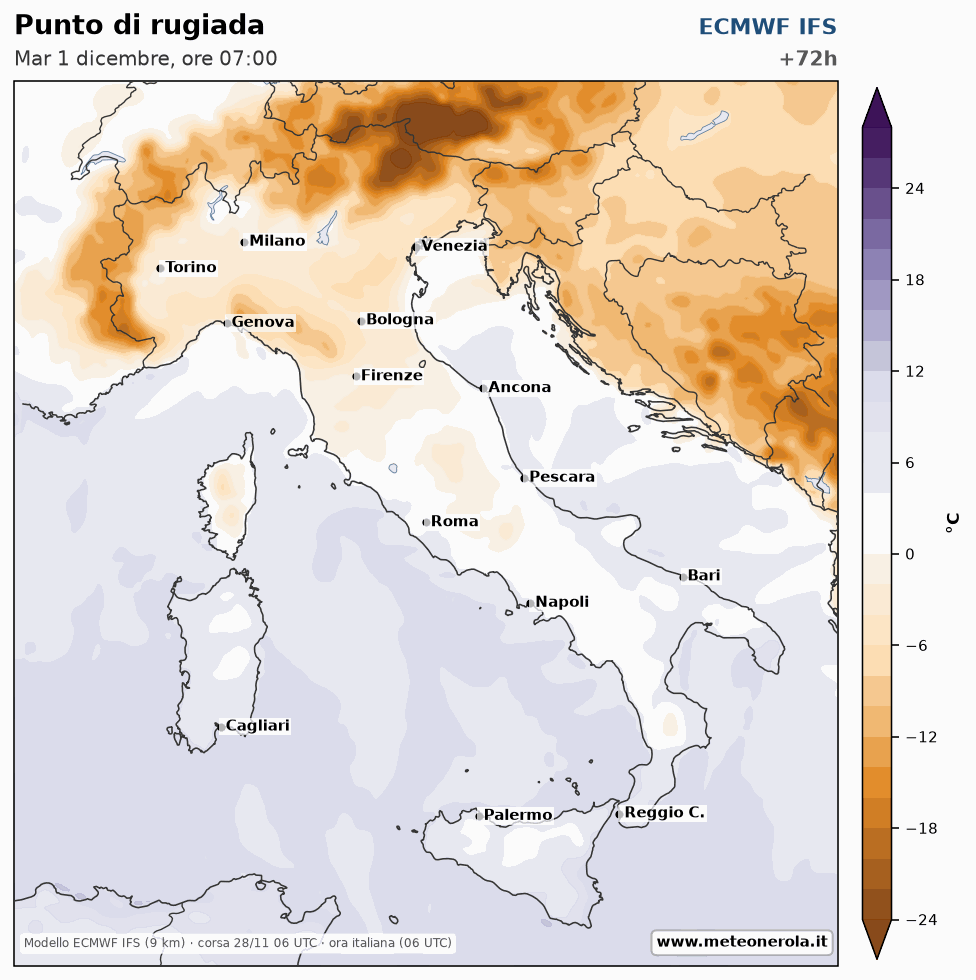 Punto di rugiada
ECMWF IFS
Mar 1 dicembre, ore 07:00
+72h
Milano
Venezia
Torino
Genova
Bologna
Firenze
Ancona
Pescara
Roma
Bari
Napoli
Cagliari
Palermo
Reggio C.
24
18
12
6
0
−6
−12
−18
−24
°C
Modello ECMWF IFS (9 km) · corsa 28/11 06 UTC · ora italiana (06 UTC)
www.meteonerola.it